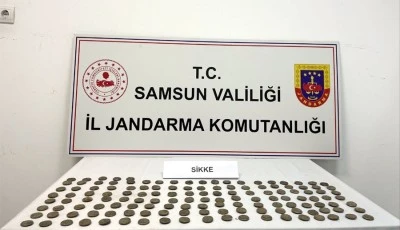 T.C.
SAMSUN VALİLİĞİ
İL JANDARMA KOMUTANLIĞI
SİKKE